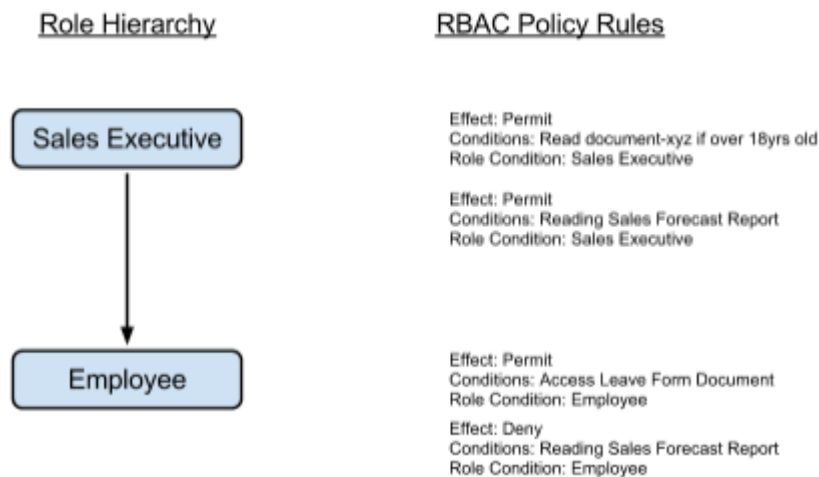 Role Hierarchy
RBAC Policy Rules
Sales Executive
Effect: Permit
Conditions: Read document-xyz if over 18yrs old
Role Condition: Sales Executive
Effect: Permit
Conditions: Reading Sales Forecast Report
Role Condition: Sales Executive
Employee
Effect: Permit
Conditions: Access Leave Form Document
Role Condition: Employee
Effect: Deny
Conditions: Reading Sales Forecast Report
Role Condition: Employee